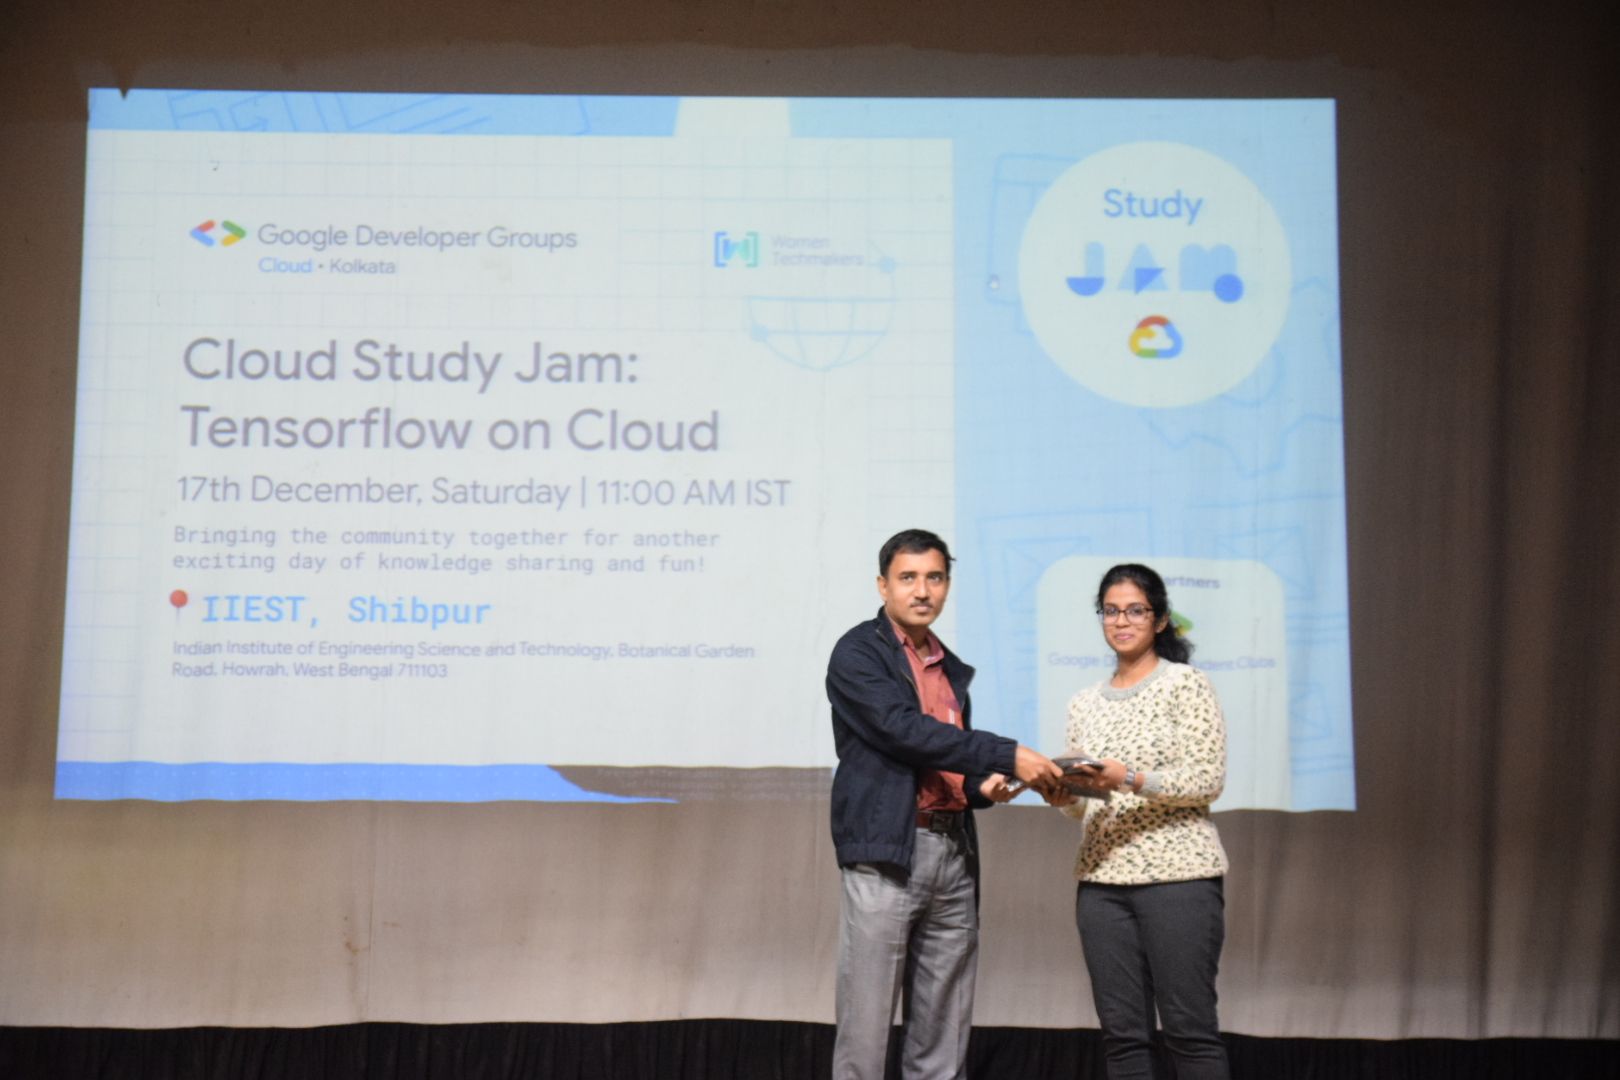 Google Developer Groups
Cloud • Kolkata
Women
Techmakers
Cloud Study Jam:
Tensorflow on Cloud
17th December, Saturday | 11:00 AM IST
Bringing the community together for another
exciting day of knowledge sharing and fun!
IIEST, Shibpur
Indian Institute of Engineering Science and Technology, Botanical Garden
Road, Howrah, West Bengal 711103
Study
JAM
Google
Clubs